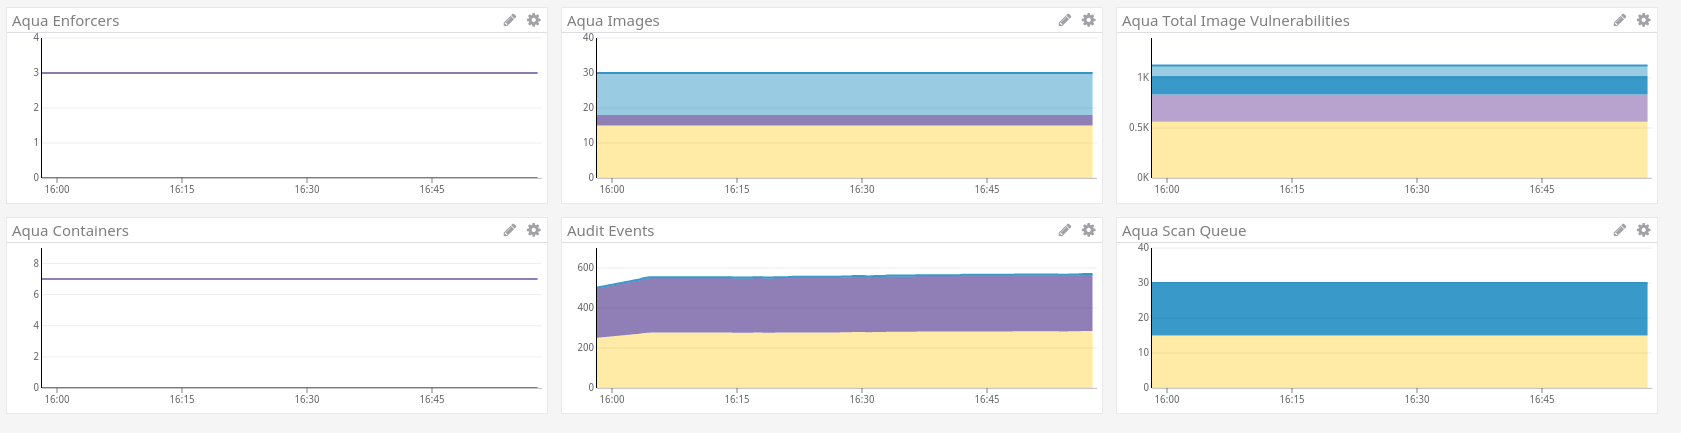 Aqua Enforcers
4
3
2
1
0
16:00 16:15 16:30 16:45
Aqua Images
40
30
20
10
0
16:00 16:15 16:30 16:45
Aqua Total Image Vulnerabilities
1K
0.5K
0K
16:00 16:15 16:30 16:45
Aqua Containers
8
6
4
2
0
16:00 16:15 16:30 16:45
Audit Events
600
400
200
0
16:00 16:15 16:30 16:45
Aqua Scan Queue
40
30
20
10
0
16:00 16:15 16:30 16:45